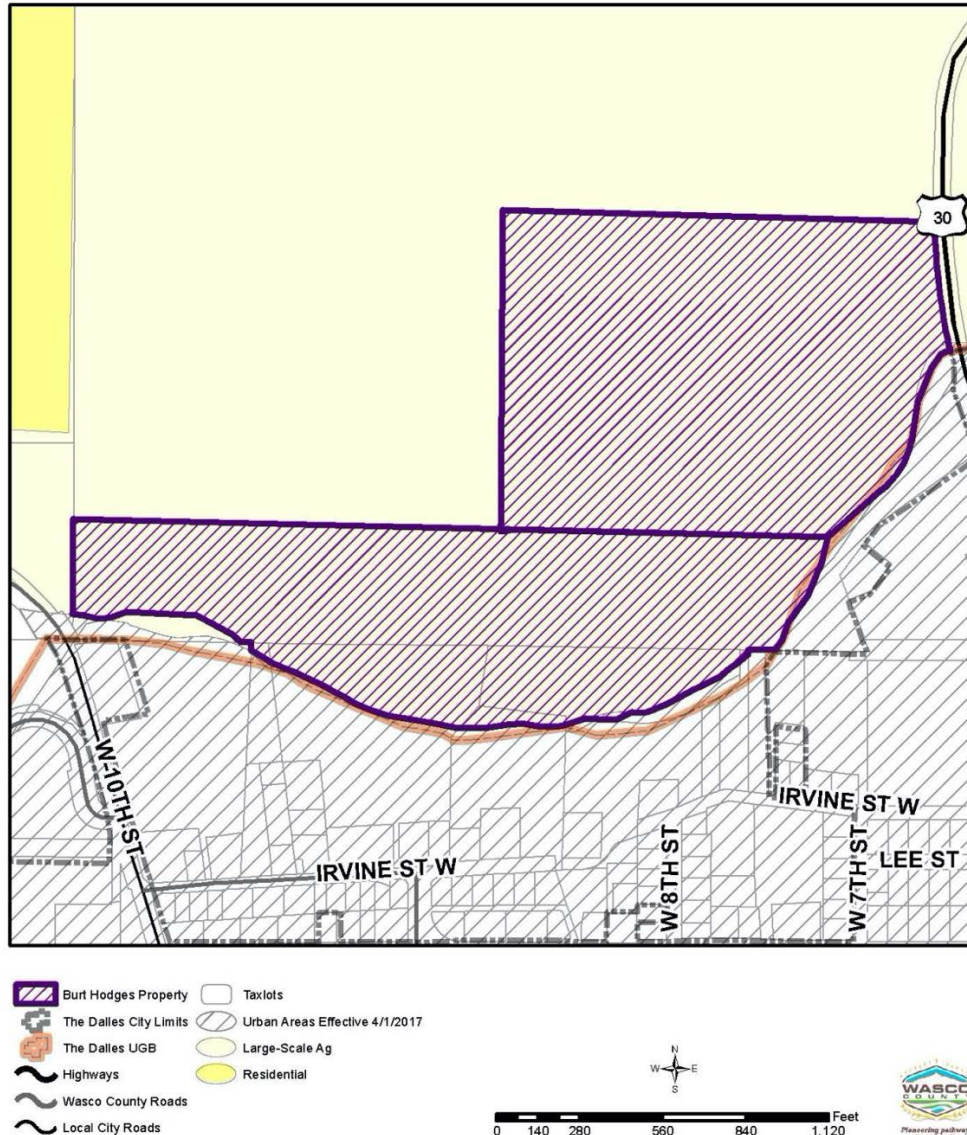 30
W 10TH ST
IRVINE ST W
IRVINE ST W
W 8TH ST
W 7TH ST
LEE ST
Burt Hodges Property
The Dalles City Limits
The Dalles UGB
Highways
Wasco County Roads
Local City Roads
Taxlots
Urban Areas Effective 4/1/2017
Large-Scale Ag
Residential
N
W E
S
Feet
0 140 280 560 840 1,120
WASCO
COUNTY
Pioneering pathways